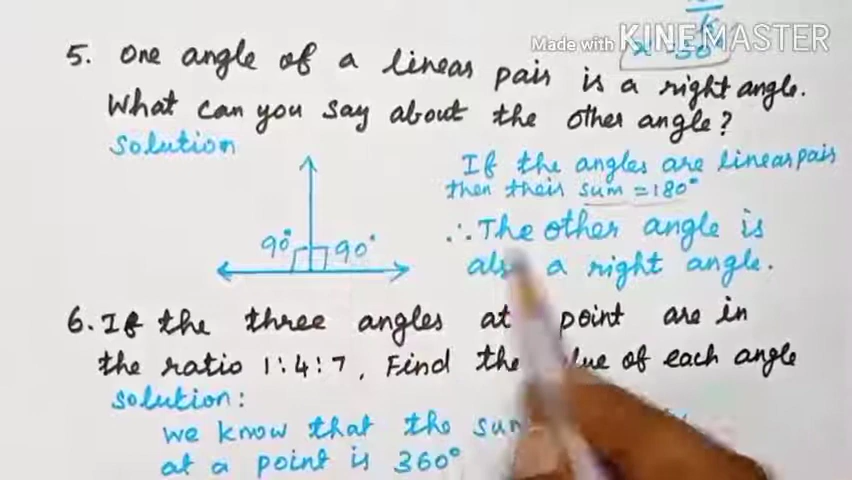 Made with KINEMASTER
5. One angle of a linear pair is a right angle.
What can you say about the other angle?
Solution
If the angles are linear pair
then their sum = 180°
90° 90°
∴ The other angle is
also a right angle.
6. If the three angles at point are in
the ratio 1:4:7, Find the of each angle
Solution:
we know that the sum
at a point is 360°